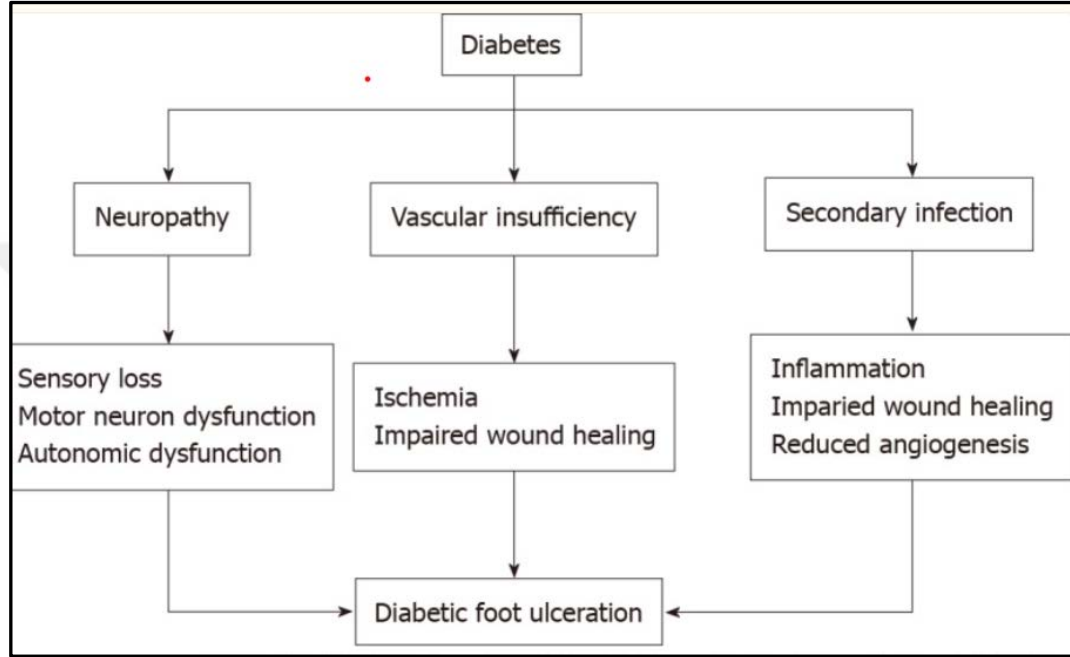 Diabetes
Neuropathy
Vascular insufficiency
Secondary infection
Sensory loss
Motor neuron dysfunction
Autonomic dysfunction
Ischemia
Impaired wound healing
Inflammation
Imparied wound healing
Reduced angiogenesis
Diabetic foot ulceration